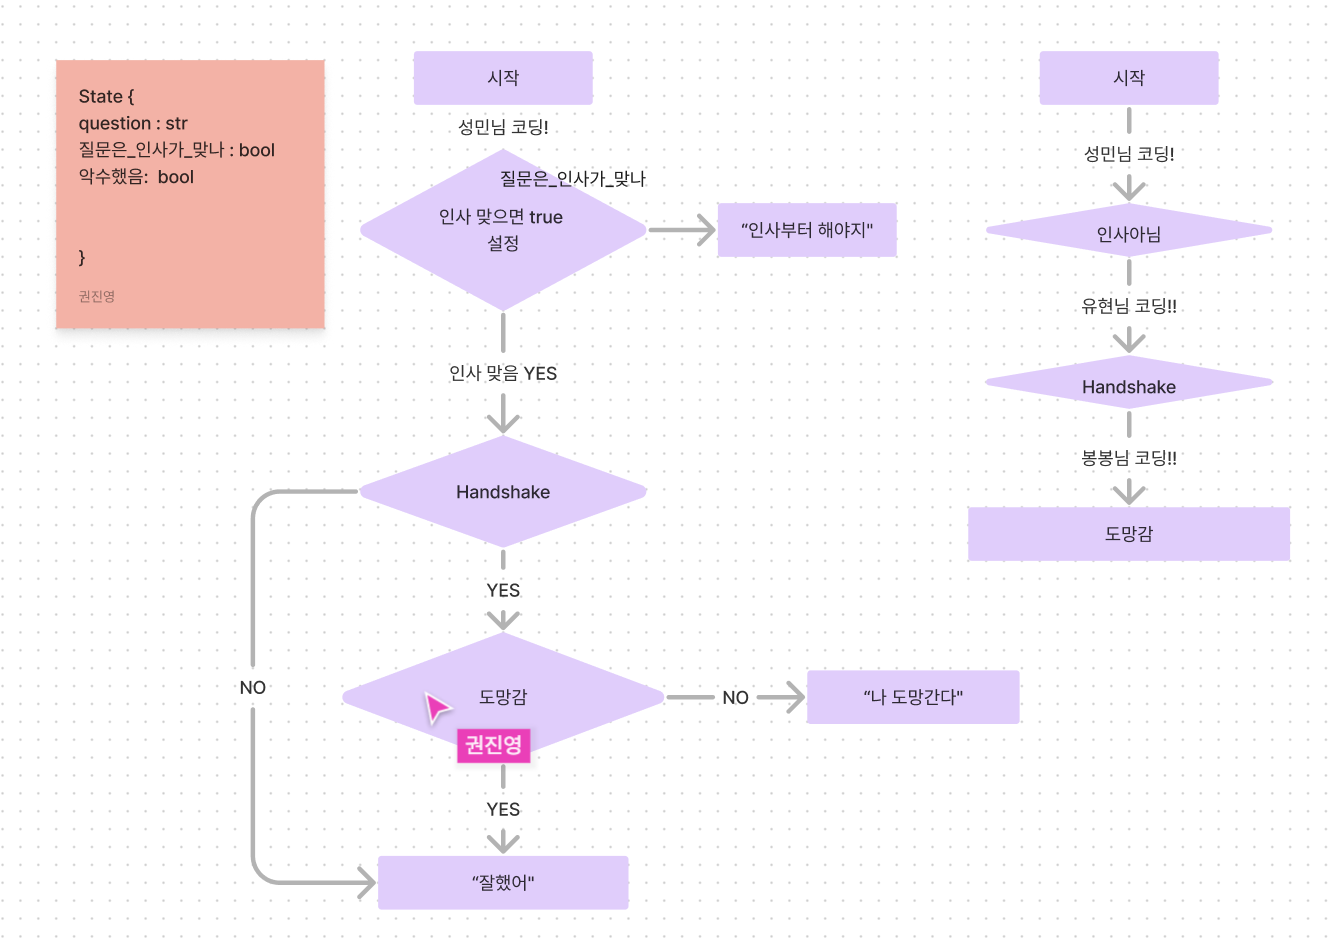 State {
question : str
질문은_인사가_맞나 : bool
악수했음:  bool
}
권진영
시작
성민님 코딩!
질문은_인사가_맞나
인사 맞으면 true
설정
“인사부터 해야지"
인사 맞음 YES
Handshake
YES
NO
도망감
권진영
NO
“나 도망간다"
YES
“잘했어"
시작
성민님 코딩!
인사아님
유현님 코딩!!
Handshake
봉봉님 코딩!!
도망감